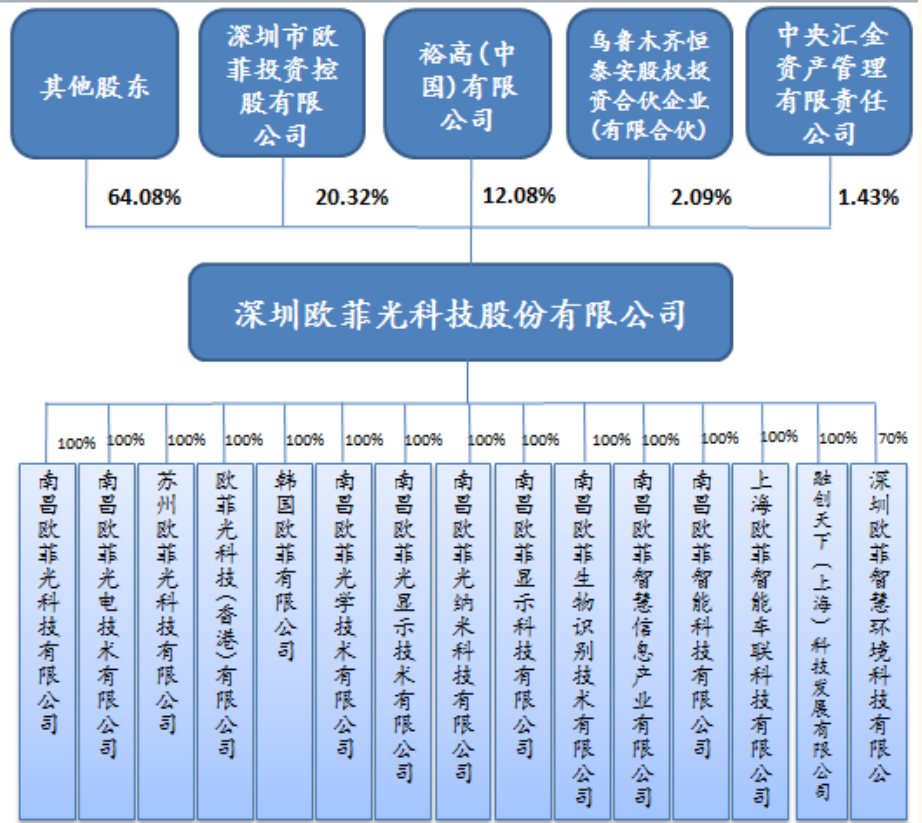 其他股东
深圳市欧
菲投资控
股有限
公司
裕高(中
国)有限
公司
乌鲁木齐恒
泰安股权投
资合伙企业
(有限合伙)
中央汇金
资产管理
有限责任
公司
64.08%
20.32%
12.08%
2.09%
1.43%
深圳欧菲光科技股份有限公司
100%
100%
100%
100%
100%
100%
100%
100%
100%
100%
100%
100%
100%
100%
70%
南昌欧菲光科技有限公司
南昌欧菲光电技术有限公司
苏州欧菲光科技有限公司
欧菲光科技(香港)有限公司
韩国欧菲有限公司
南昌欧菲光学技术有限公司
南昌欧菲光显示技术有限公司
南昌欧菲光纳米科技有限公司
南昌欧菲显示科技有限公司
南昌欧菲生物识别技术有限公司
南昌欧菲智慧信息产业有限公司
南昌欧菲智能科技有限公司
上海欧菲智能车联科技有限公司
融创天下(上海)科技发展有限公司
深圳欧菲智慧环境科技有限公